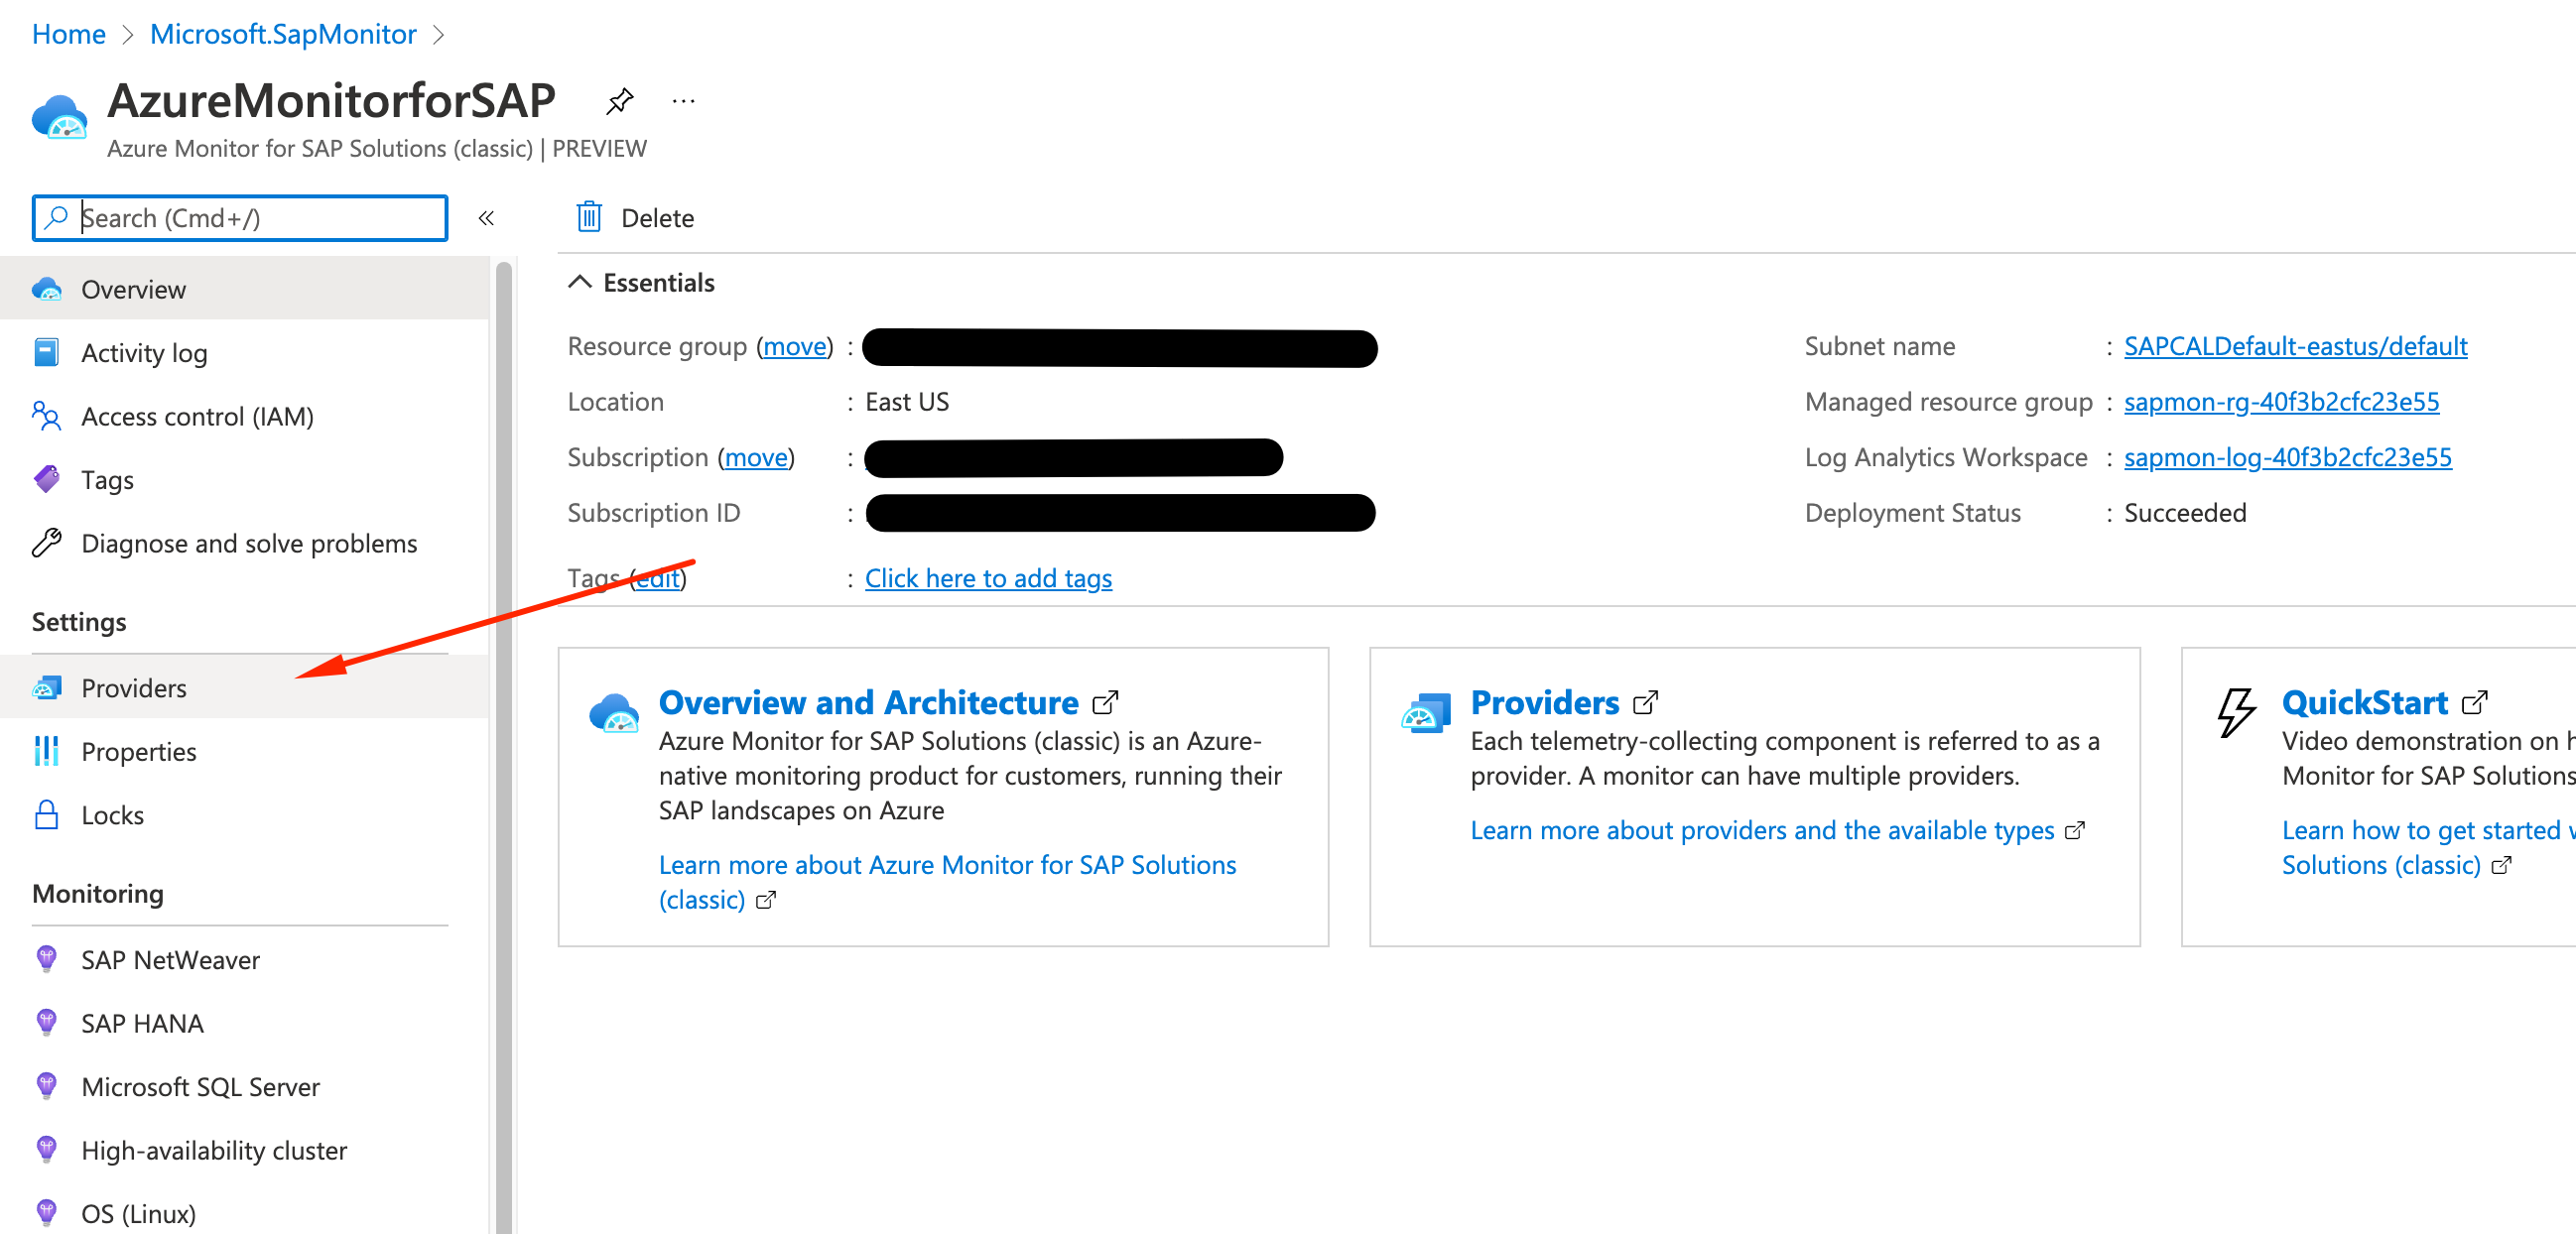 Home > Microsoft.SapMonitor >
AzureMonitorforSAP ...
Azure Monitor for SAP Solutions (classic) | PREVIEW
Search (Cmd+/)
«
Delete
Overview
Activity log
Access control (IAM)
Tags
Diagnose and solve problems
Settings
Providers
Properties
Locks
Monitoring
SAP NetWeaver
SAP HANA
Microsoft SQL Server
High-availability cluster
OS (Linux)
Essentials
Resource group (move) :
Location : East US
Subscription (move) :
Subscription ID :
Tags (edit) : Click here to add tags
Subnet name : SAPCALDefault-eastus/default
Managed resource group : sapmon-rg-40f3b2cfc23e55
Log Analytics Workspace : sapmon-log-40f3b2cfc23e55
Deployment Status : Succeeded
Overview and Architecture
Azure Monitor for SAP Solutions (classic) is an Azure-
native monitoring product for customers, running their
SAP landscapes on Azure
Learn more about Azure Monitor for SAP Solutions
(classic)
Providers
Each telemetry-collecting component is referred to as a
provider. A monitor can have multiple providers.
Learn more about providers and the available types
QuickStart
Video demonstration on
Monitor for SAP Solutions
Learn how to get started
Solutions (classic)